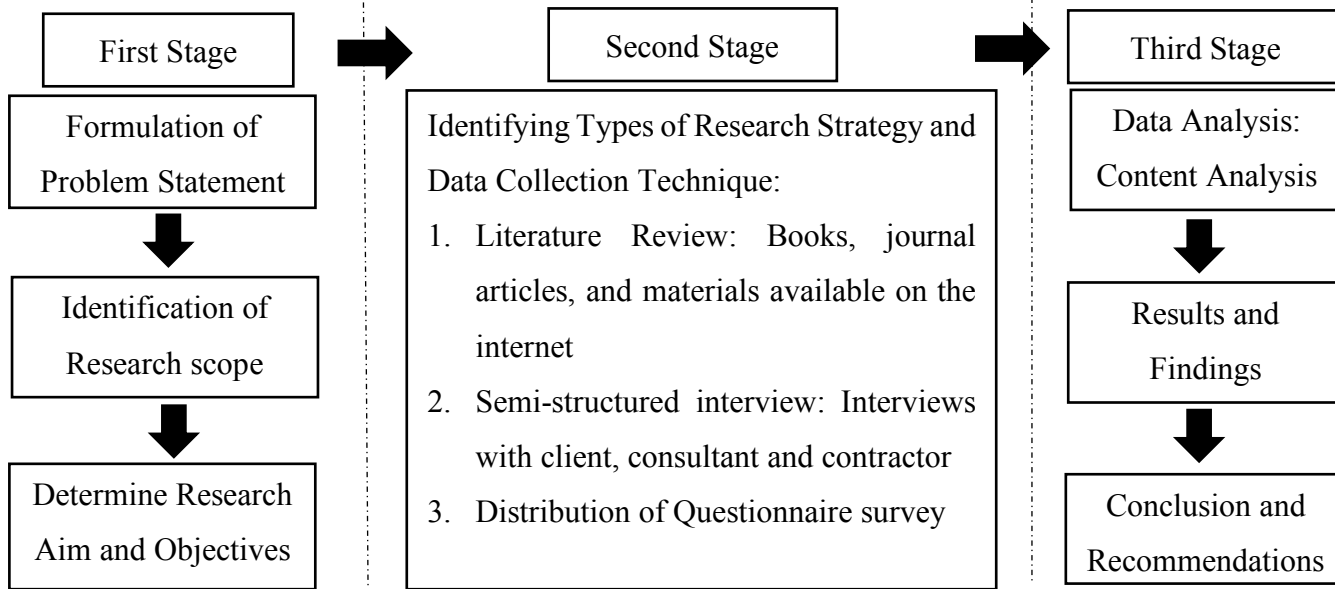 First Stage
Formulation of
Problem Statement
Identification of
Research scope
Determine Research
Aim and Objectives
Second Stage
Identifying Types of Research Strategy and
Data Collection Technique:
1. Literature Review: Books, journal
articles, and materials available on the
internet
2. Semi-structured interview: Interviews
with client, consultant and contractor
3. Distribution of Questionnaire survey
Third Stage
Data Analysis:
Content Analysis
Results and
Findings
Conclusion and
Recommendations